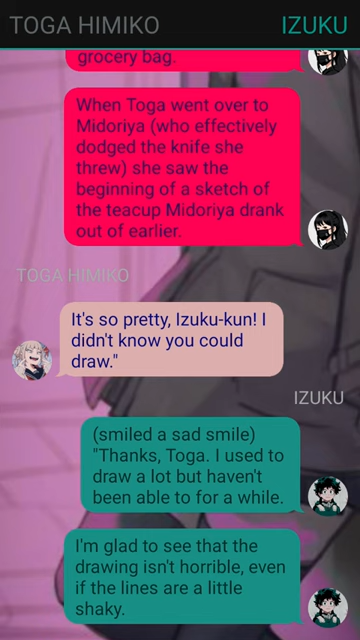 TOGA HIMIKO IZUKU
grocery bag.
When Toga went over to
Midoriya (who effectively
dodged the knife she
threw) she saw the
beginning of a sketch of
the teacup Midoriya drank
out of earlier.
TOGA HIMIKO
It's so pretty, Izuku-kun! I
didn't know you could
draw."
IZUKU
(smiled a sad smile)
"Thanks, Toga. I used to
draw a lot but haven't
been able to for a while.
I'm glad to see that the
drawing isn't horrible, even
if the lines are a little
shaky.